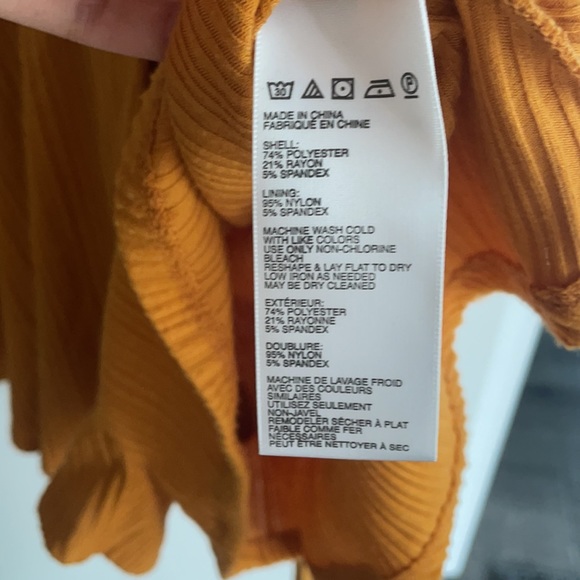 30
P
MADE IN CHINA
FABRIQUÉ EN CHINE
SHELL:
74% POLYESTER
21% RAYON
5% SPANDEX
LINING:
95% NYLON
5% SPANDEX
MACHINE WASH COLD
WITH LIKE COLORS
USE ONLY NON-CHLORINE
BLEACH
RESHAPE & LAY FLAT TO DRY
LOW IRON AS NEEDED
MAY BE DRY CLEANED
EXTÉRIEUR:
74% POLYESTER
21% RAYONNE
5% SPANDEX
DOUBLURE:
95% NYLON
5% SPANDEX
MACHINE DE LAVAGE FROID
AVEC DES COULEURS
SIMILAIRES
UTILISEZ SEULEMENT
NON-JAVEL
REMODELER SÉCHER À PLAT
FAIBLE COMME FER
NÉCESSAIRES
PEUT ÊTRE NETTOYER À SEC